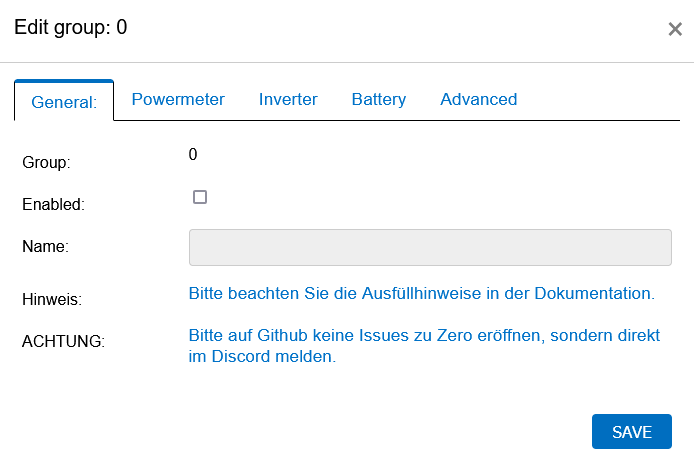 Edit group: 0
×
General:
Powermeter
Inverter
Battery
Advanced
Group:
0
Enabled:
Name:
Hinweis:
Bitte beachten Sie die Ausfüllhinweise in der Dokumentation.
ACHTUNG:
Bitte auf Github keine Issues zu Zero eröffnen, sondern direkt
im Discord melden.
SAVE